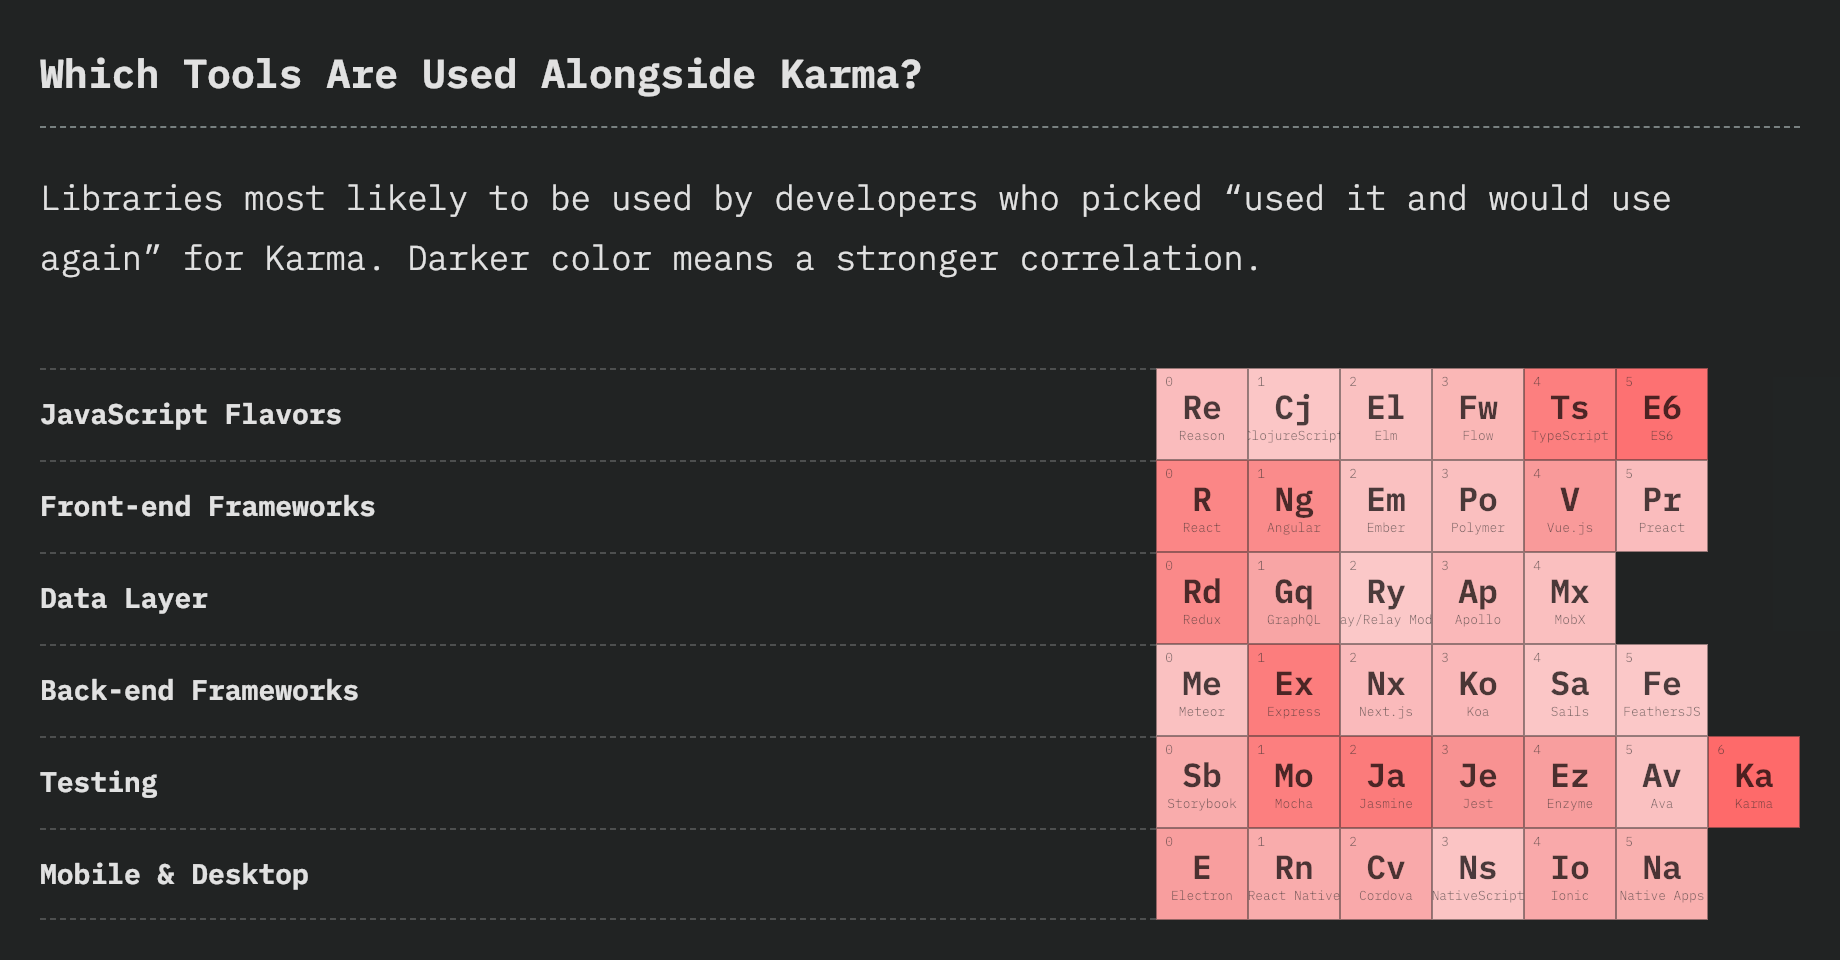 Which Tools Are Used Alongside Karma?
Libraries most likely to be used by developers who picked “used it and would use
again” for Karma. Darker color means a stronger correlation.
JavaScript Flavors
0 1 2 3 4 5
Re Cj El Fw Ts E6
Reason ClojureScript Elm Flow TypeScript ES6
Front-end Frameworks
0 1 2 3 4 5
R Ng Em Po V Pr
React Angular Ember Polymer Vue.js Preact
Data Layer
0 1 2 3 4
Rd Gq Ry Ap Mx
Redux GraphQL ay/Relay Mod Apollo MobX
Back-end Frameworks
0 1 2 3 4 5
Me Ex Nx Ko Sa Fe
Meteor Express Next.js Koa Sails FeathersJS
Testing
0 1 2 3 4 5 6
Sb Mo Ja Je Ez Av Ka
Storybook Mocha Jasmine Jest Enzyme Ava Karma
Mobile & Desktop
0 1 2 3 4 5
E Rn Cv Ns Io Na
Electron React Native Cordova NativeScript Ionic Native Apps